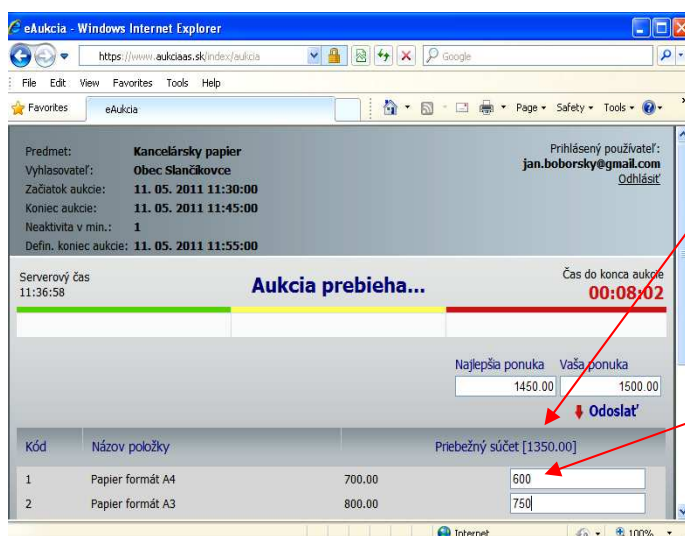 eAukcia - Windows Internet Explorer
https://www.aukciaas.sk/index/aukcia
Google
File Edit View Favorites Tools Help
Favorites eAukcia Page Safety Tools
Predmet: Kancelársky papier
Vyhlasovateľ: Obec Slančíkovce
Začiatok aukcie: 11. 05. 2011 11:30:00
Koniec aukcie: 11. 05. 2011 11:45:00
Neaktivita v min.: 1
Defin. koniec aukcie: 11. 05. 2011 11:55:00
Prihlásený používateľ:
jan.boborsky@gmail.com
Odhlásiť
Serverový čas
11:36:58
Aukcia prebieha...
Čas do konca aukcie
00:08:02
Najlepšia ponuka Vaša ponuka
1450.00 1500.00
Odoslať
Kód Názov položky Priebežný súčet [1350.00]
1 Papier formát A4 700.00 600
2 Papier formát A3 800.00 750
Internet 100%